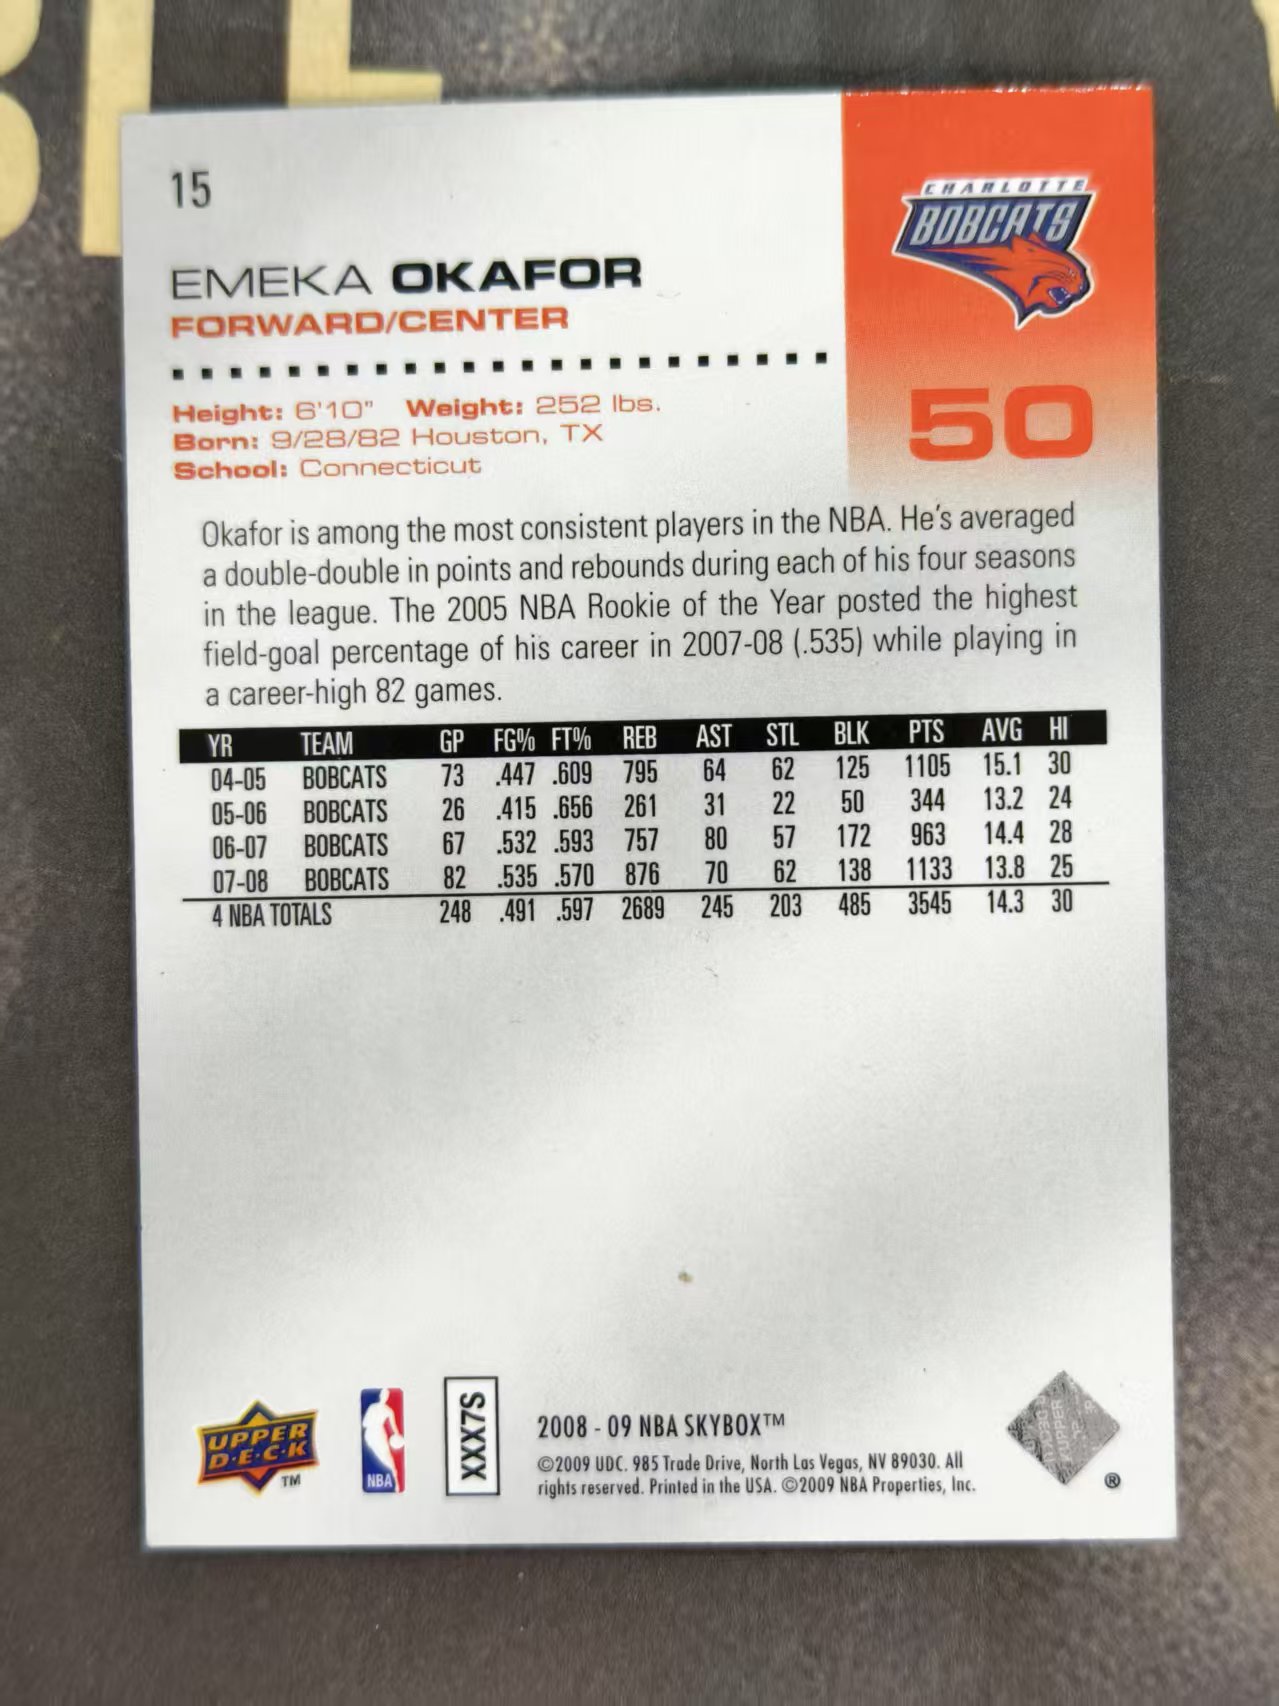 15
EMEKA OKAFOR
FORWARD/CENTER
Height: 6'10" Weight: 252 lbs.
Born: 9/28/82 Houston, TX
School: Connecticut
CHARLOTTE
BOBCATS
50
Okafor is among the most consistent players in the NBA. He's averaged
a double-double in points and rebounds during each of his four seasons
in the league. The 2005 NBA Rookie of the Year posted the highest
field-goal percentage of his career in 2007-08 (.535) while playing in
a career-high 82 games.
YR TEAM GP FG% FT% REB AST STL BLK PTS AVG HI
04-05 BOBCATS 73 .447 .609 795 64 62 125 1105 15.1 30
05-06 BOBCATS 26 .415 .656 261 31 22 50 344 13.2 24
06-07 BOBCATS 67 .532 .593 757 80 57 172 963 14.4 28
07-08 BOBCATS 82 .535 .570 876 70 62 138 1133 13.8 25
4 NBA TOTALS 248 .491 .597 2689 245 203 485 3545 14.3 30
UPPER
D·E·C·K
TM
NBA
XXX7S
2008 - 09 NBA SKYBOX™
©2009 UDC. 985 Trade Drive, North Las Vegas, NV 89030. All
rights reserved. Printed in the USA. ©2009 NBA Properties, Inc.
UPPER
®